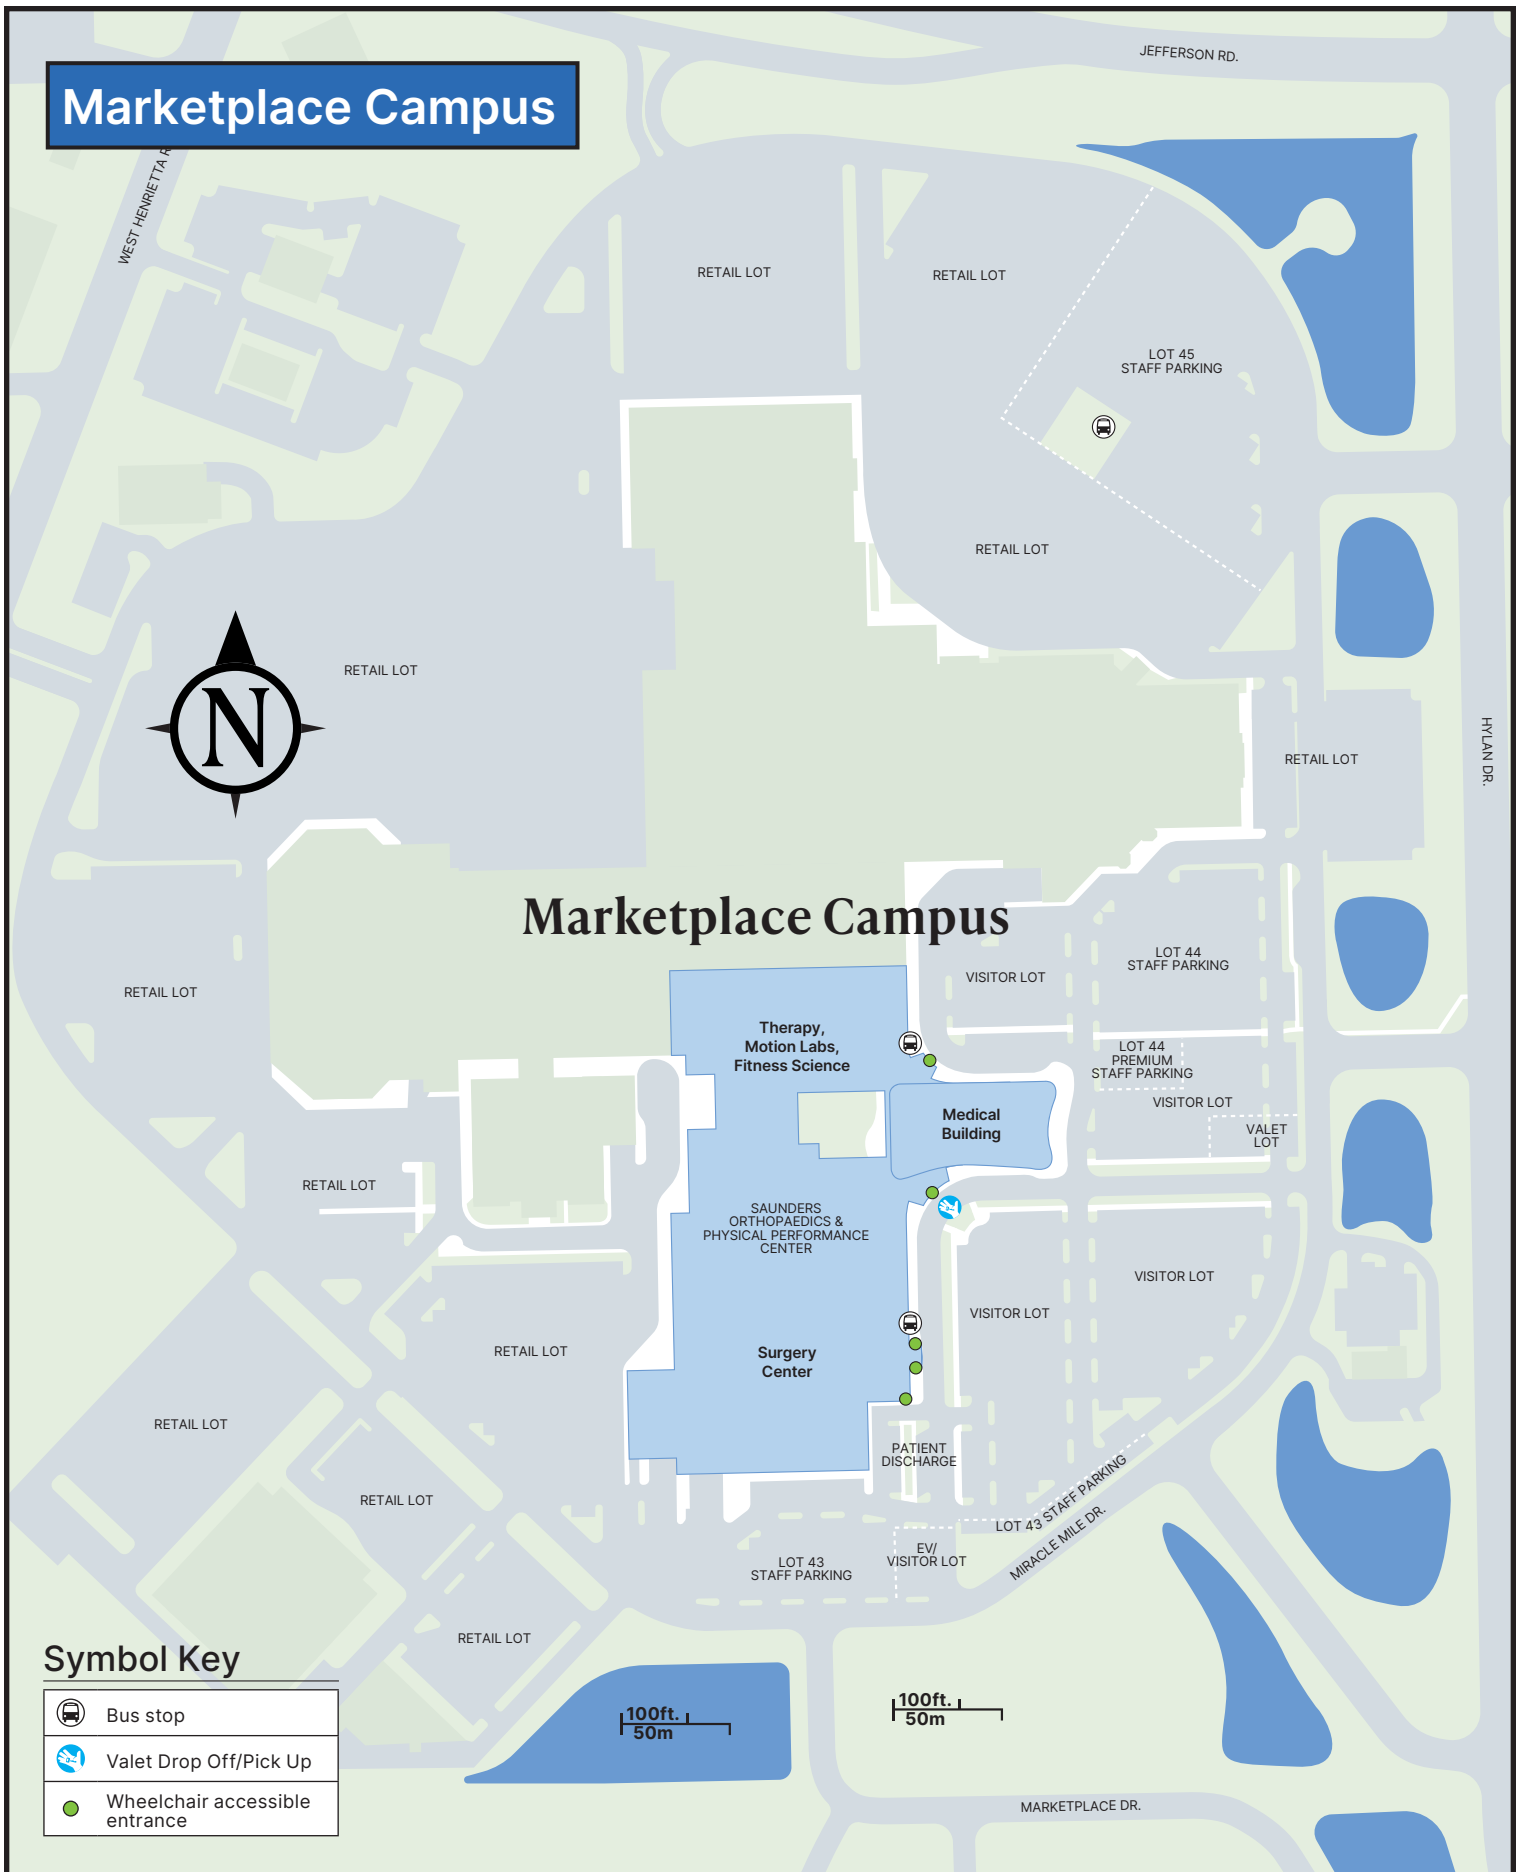 Marketplace Campus
JEFFERSON RD.
WEST HENRIETTA R
RETAIL LOT
RETAIL LOT
LOT 45
STAFF PARKING
RETAIL LOT
RETAIL LOT
N
HYLAN DR.
RETAIL LOT
Marketplace Campus
LOT 44
STAFF PARKING
VISITOR LOT
RETAIL LOT
Therapy,
Motion Labs,
Fitness Science
LOT 44
PREMIUM
STAFF PARKING
VISITOR LOT
Medical
Building
VALET
LOT
RETAIL LOT
SAUNDERS
ORTHOPAEDICS &
PHYSICAL PERFORMANCE
CENTER
VISITOR LOT
VISITOR LOT
RETAIL LOT
Surgery
Center
RETAIL LOT
PATIENT
DISCHARGE
RETAIL LOT
LOT 43 STAFF PARKING
MIRACLE MILE DR.
EV/
VISITOR LOT
LOT 43
STAFF PARKING
RETAIL LOT
Symbol Key
Bus stop
Valet Drop Off/Pick Up
Wheelchair accessible
entrance
100ft.
50m
100ft.
50m
MARKETPLACE DR.